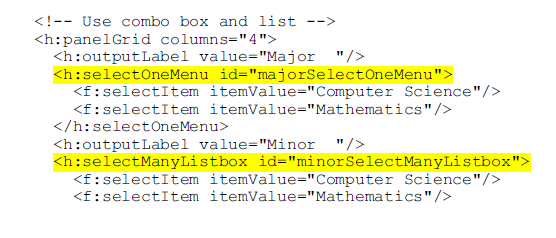 <!-- Use combo box and list -->
<h:panelGrid columns="4">
<h:outputLabel value="Major  "/>
<h:selectOneMenu id="majorSelectOneMenu">
<f:selectItem itemValue="Computer Science"/>
<f:selectItem itemValue="Mathematics"/>
</h:selectOneMenu>
<h:outputLabel value="Minor  "/>
<h:selectManyListbox id="minorSelectManyListbox">
<f:selectItem itemValue="Computer Science"/>
<f:selectItem itemValue="Mathematics"/>